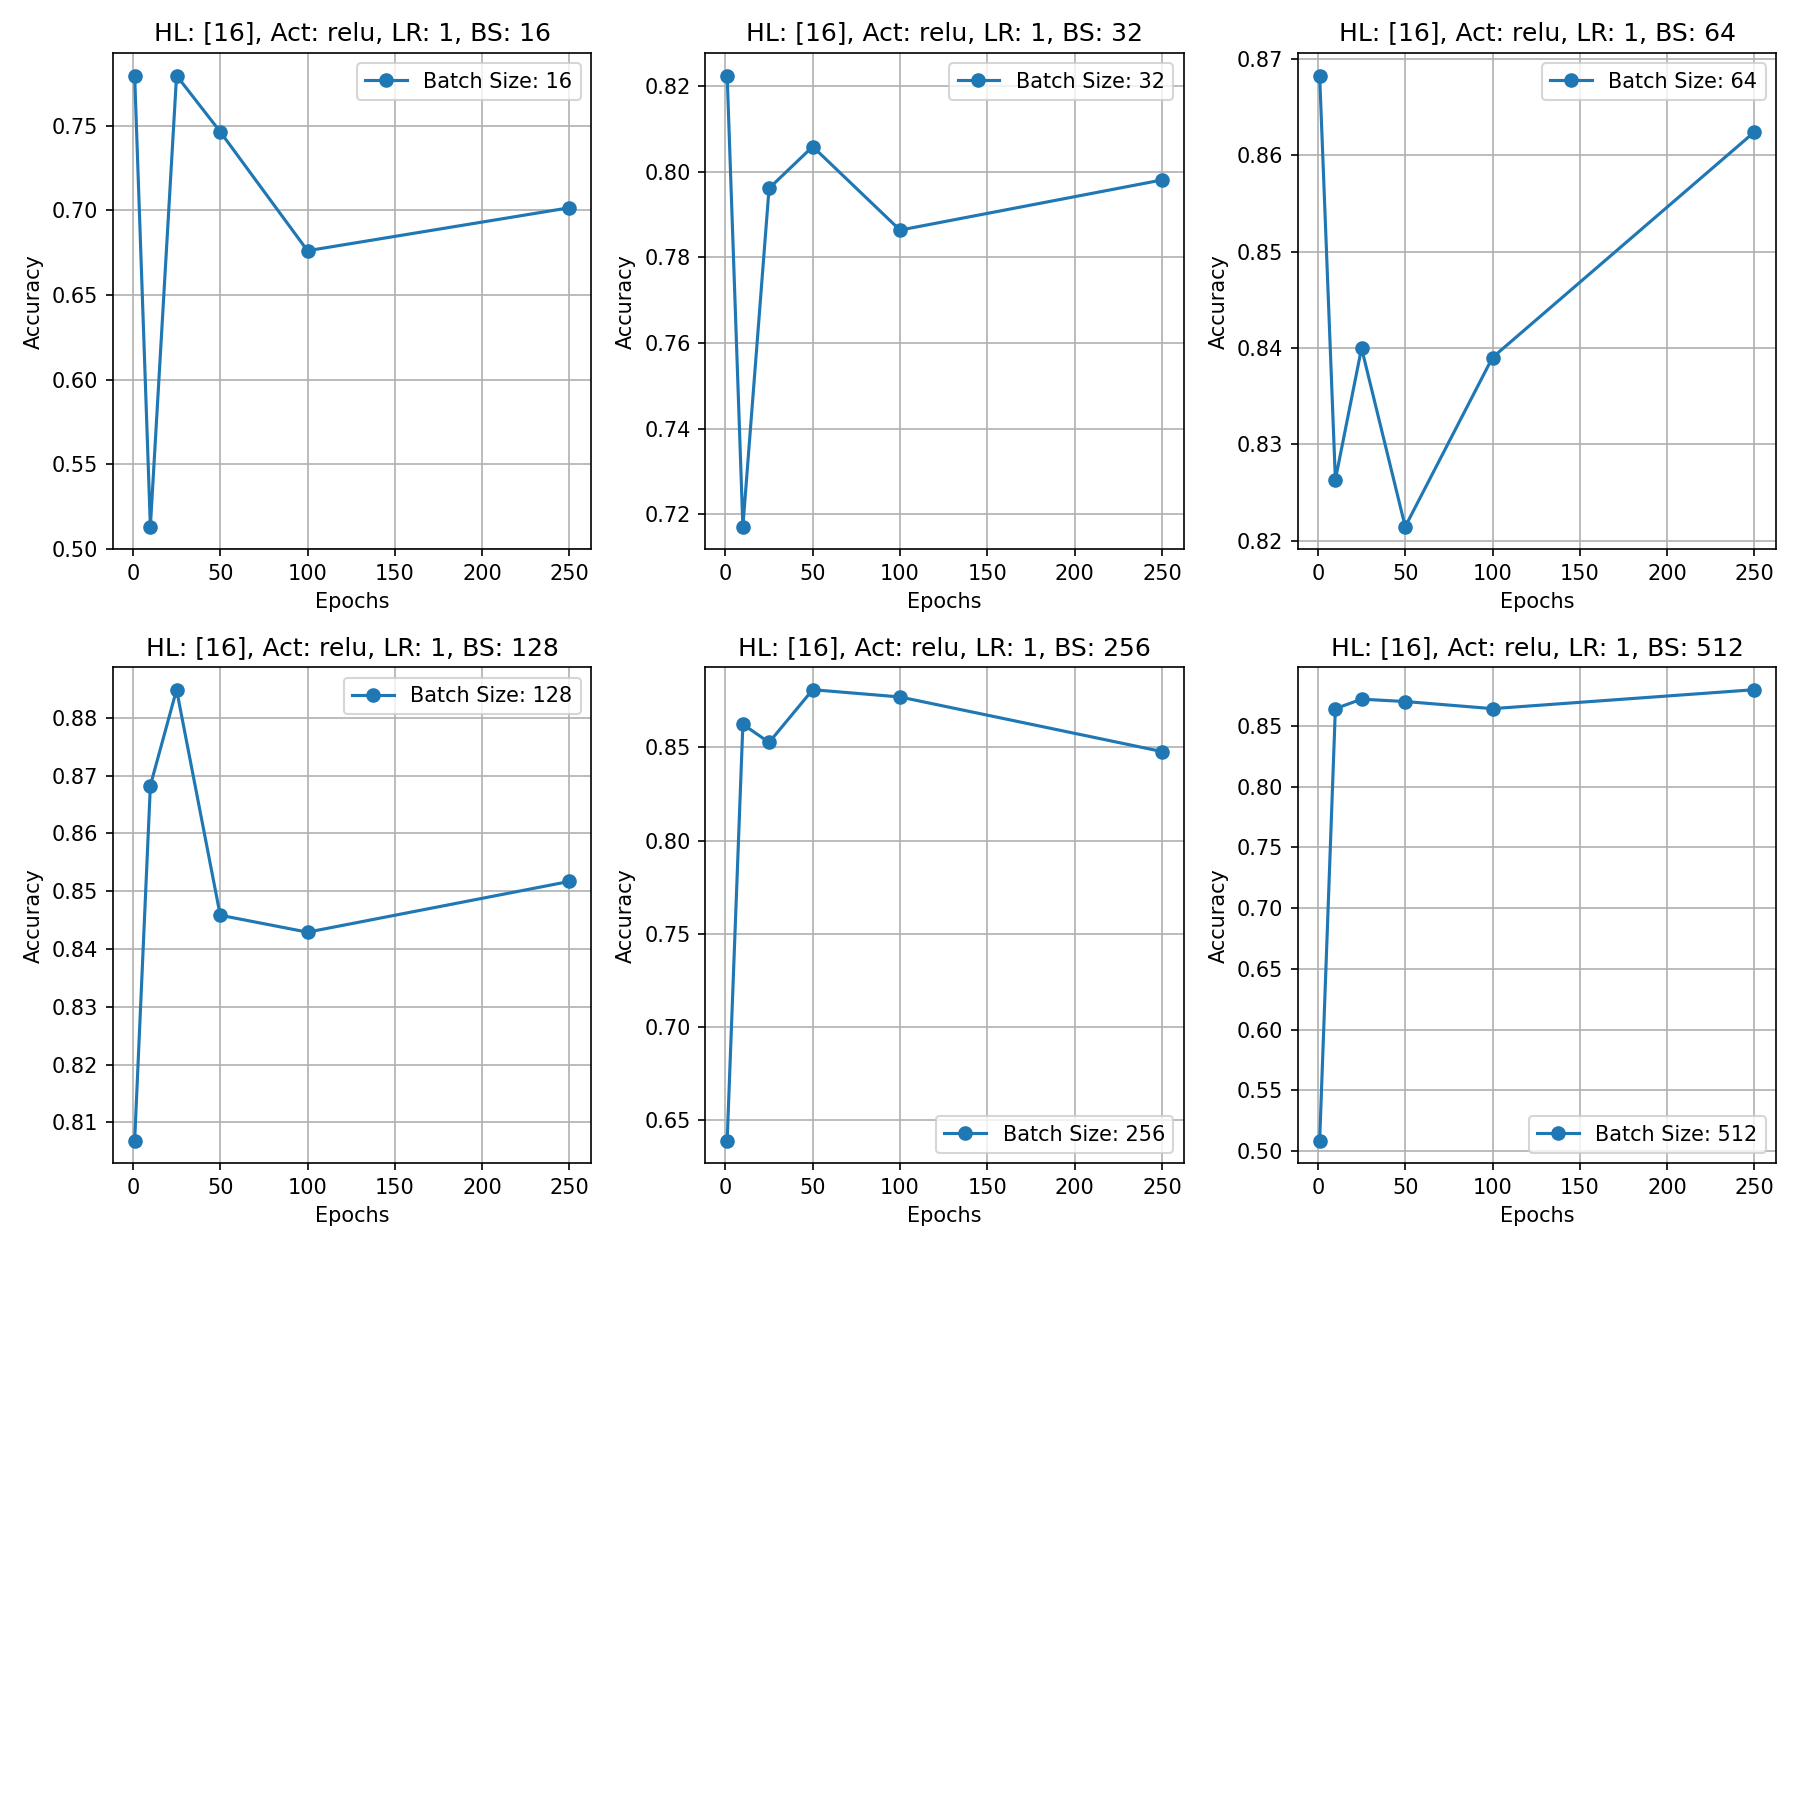 HL: [16], Act: relu, LR: 1, BS: 16
Batch Size: 16
Accuracy
0.75
0.70
0.65
0.60
0.55
0.50
0 50 100 150 200 250
Epochs
HL: [16], Act: relu, LR: 1, BS: 32
Batch Size: 32
Accuracy
0.82
0.80
0.78
0.76
0.74
0.72
0 50 100 150 200 250
Epochs
HL: [16], Act: relu, LR: 1, BS: 64
Batch Size: 64
Accuracy
0.87
0.86
0.85
0.84
0.83
0.82
0 50 100 150 200 250
Epochs
HL: [16], Act: relu, LR: 1, BS: 128
Batch Size: 128
Accuracy
0.88
0.87
0.86
0.85
0.84
0.83
0.82
0.81
0 50 100 150 200 250
Epochs
HL: [16], Act: relu, LR: 1, BS: 256
Accuracy
0.85
0.80
0.75
0.70
0.65
Batch Size: 256
0 50 100 150 200 250
Epochs
HL: [16], Act: relu, LR: 1, BS: 512
Accuracy
0.85
0.80
0.75
0.70
0.65
0.60
0.55
0.50
Batch Size: 512
0 50 100 150 200 250
Epochs